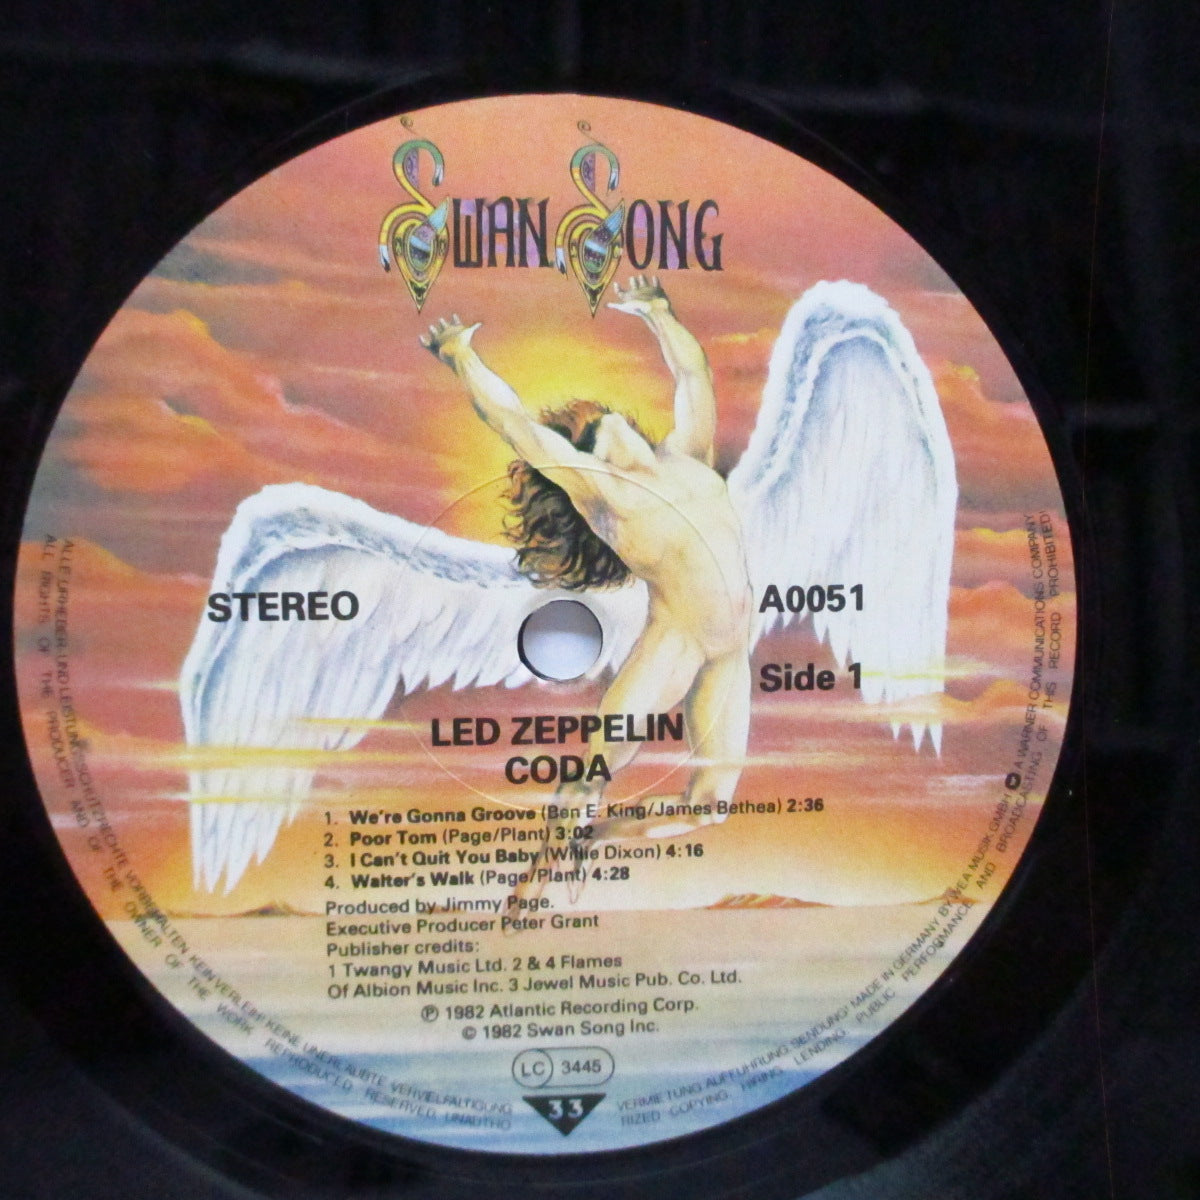 SWAN SONG
STEREO
A0051
Side 1
LED ZEPPELIN
CODA
1. We're Gonna Groove (Ben E. King/James Bethea) 2:36
2. Poor Tom (Page/Plant) 3:02
3. I Can't Quit You Baby (Willie Dixon) 4:16
4. Walter's Walk (Page/Plant) 4:28
Produced by Jimmy Page.
Executive Producer Peter Grant
Publisher credits:
1 Twangy Music Ltd. 2 & 4 Flames
Of Albion Music Inc. 3 Jewel Music Pub. Co. Ltd.
℗ 1982 Atlantic Recording Corp.
© 1982 Swan Song Inc.
LC 3445
33
ALLE URHEBER UND LEISTUNGSSCHUTZRECHTE VORBEHALTEN KEIN VERLEIH! KEINE UNERLAUBTE VERVIELFÄLTIGUNG VERMIETUNG AUFFÜHRUNG SENDUNG! MADE IN GERMANY BY WEA MUSIK GMBH A WARNER COMMUNICATIONS COMPANY
ALL RIGHTS OF THE PRODUCER AND OF THE OWNER OF THE WORK REPRODUCED RESERVED. UNAUTHORIZED COPYING, HIRING, LENDING, PUBLIC PERFORMANCE AND BROADCASTING OF THIS RECORD PROHIBITED!